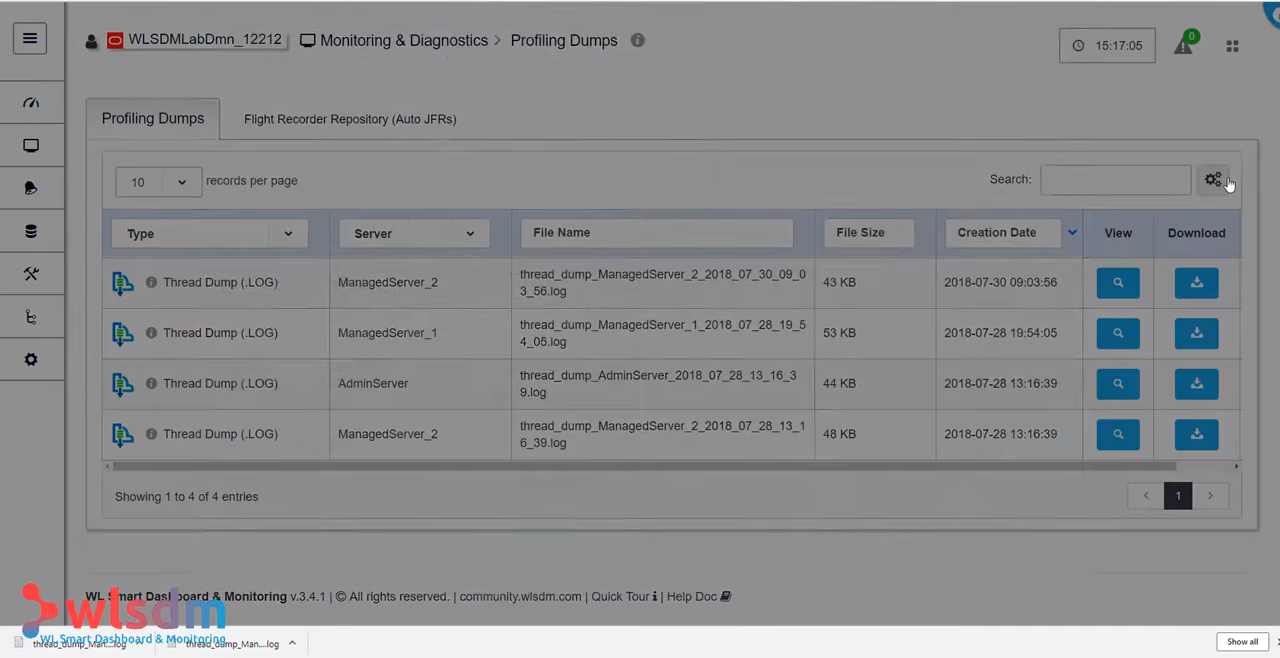 WLSDMLabDmn_12212 Monitoring & Diagnostics > Profiling Dumps
15:17:05
0
Profiling Dumps
Flight Recorder Repository (Auto JFRs)
10 records per page
Search:
Type Server File Name File Size Creation Date View Download
Thread Dump (.LOG) ManagedServer_2 thread_dump_ManagedServer_2_2018_07_30_09_0
3_56.log
43 KB 2018-07-30 09:03:56
Thread Dump (.LOG) ManagedServer_1 thread_dump_ManagedServer_1_2018_07_28_19_5
4_05.log
53 KB 2018-07-28 19:54:05
Thread Dump (.LOG) AdminServer thread_dump_AdminServer_2018_07_28_13_16_3
9.log
44 KB 2018-07-28 13:16:39
Thread Dump (.LOG) ManagedServer_2 thread_dump_ManagedServer_2_2018_07_28_13_1
6_39.log
48 KB 2018-07-28 13:16:39
Showing 1 to 4 of 4 entries
< 1 >
WL Smart Dashboard & Monitoring v.3.4.1 | © All rights reserved. | community.wlsdm.com | Quick Tour | Help Doc
wlsdm
WL Smart Dashboard & Monitoring
thread_dump_Man....log
thread_dump_Man....log
Show all